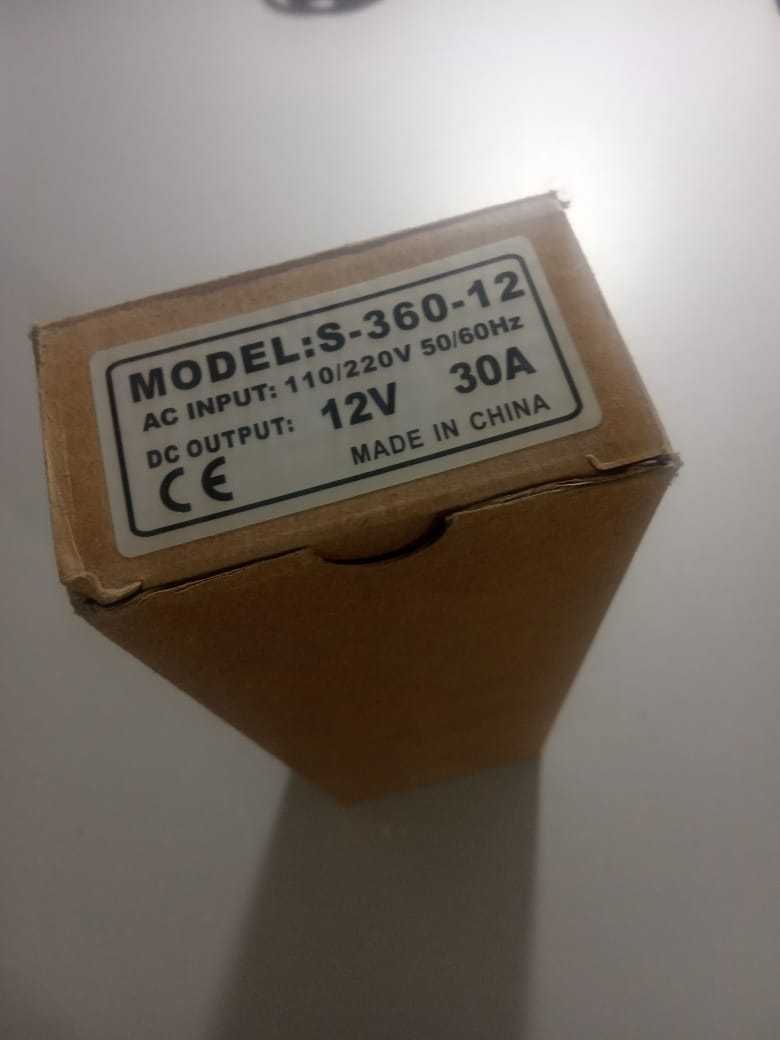 MODEL:S-360-12
AC INPUT: 110/220V 50/60Hz
DC OUTPUT: 12V 30A
CE MADE IN CHINA